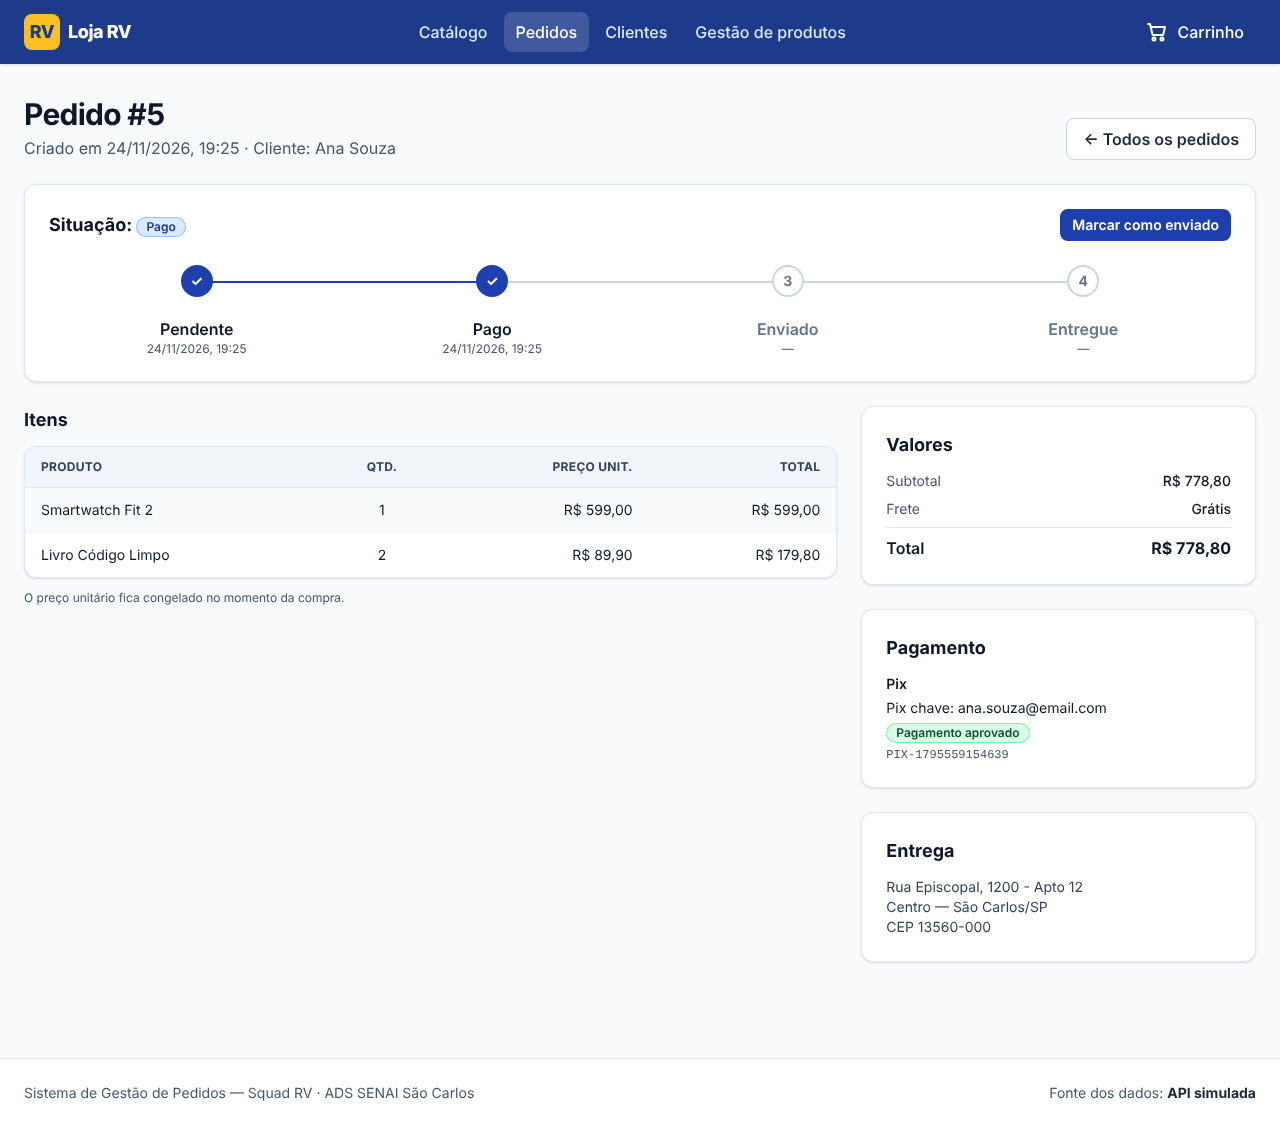 RV Loja RV Catálogo Pedidos Clientes Gestão de produtos Carrinho
Pedido #5
Criado em 24/11/2026, 19:25 · Cliente: Ana Souza
← Todos os pedidos
Situação: Pago
Marcar como enviado
3 4
Pendente Pago Enviado Entregue
24/11/2026, 19:25 24/11/2026, 19:25 — —
Itens
PRODUTO QTD. PREÇO UNIT. TOTAL
Smartwatch Fit 2 1 R$ 599,00 R$ 599,00
Livro Código Limpo 2 R$ 89,90 R$ 179,80
O preço unitário fica congelado no momento da compra.
Valores
Subtotal R$ 778,80
Frete Grátis
Total R$ 778,80
Pagamento
Pix
Pix chave: ana.souza@email.com
Pagamento aprovado
PIX-1795559154639
Entrega
Rua Episcopal, 1200 - Apto 12
Centro — São Carlos/SP
CEP 13560-000
Sistema de Gestão de Pedidos — Squad RV · ADS SENAI São Carlos
Fonte dos dados: API simulada